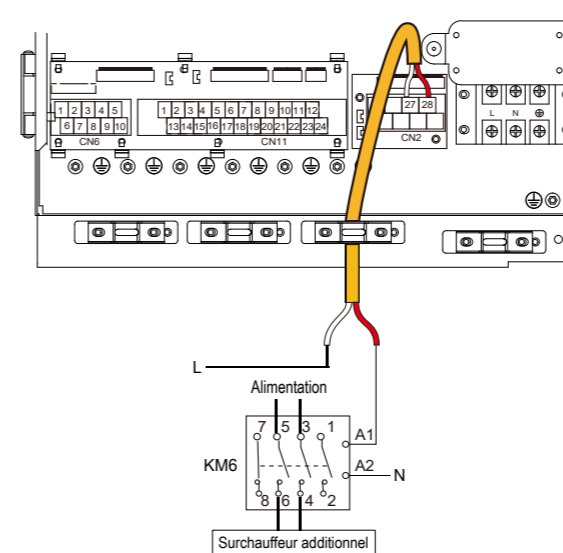 1 2 3 4 5
6 7 8 9 10
CN6
1 2 3 4 5 6 7 8 9 10 11 12
13 14 15 16 17 18 19 20 21 22 23 24
CN11
27 28
CN2
L N
L
Alimentation
7 5 3 1
A1
KM6
A2
N
8 6 4 2
Surchauffeur additionnel